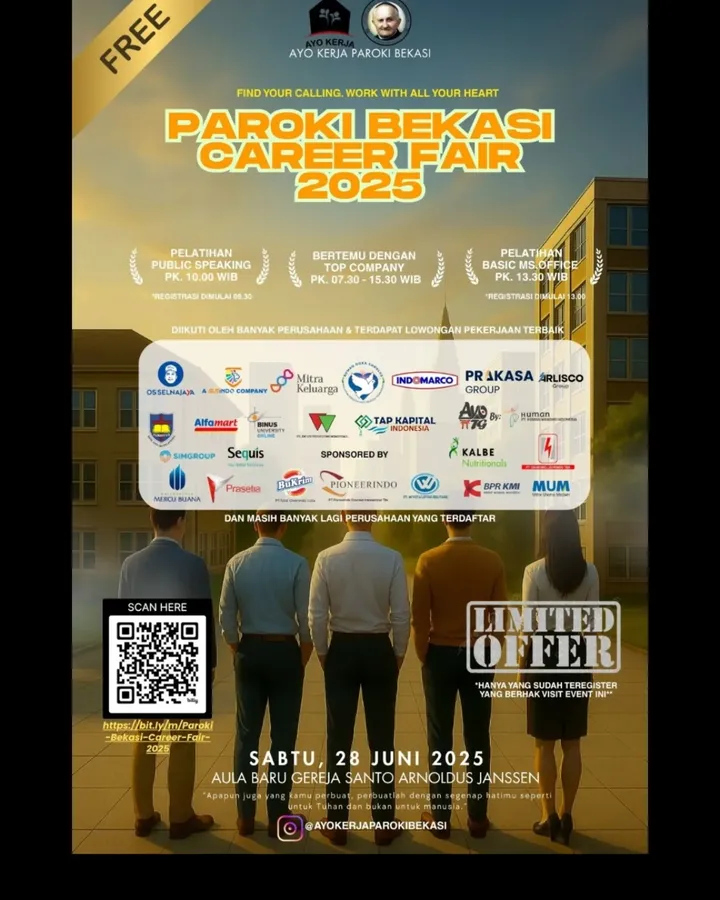 FREE
AYO KERJA
AYO KERJA PAROKI BEKASI
FIND YOUR CALLING. WORK WITH ALL YOUR HEART
PAROKI BEKASI
CAREER FAIR
2025
PELATIHAN
PUBLIC SPEAKING
PK. 10.00 WIB
*REGISTRASI DIMULAI 09.30
BERTEMU DENGAN
TOP COMPANY
PK. 07.30 - 15.30 WIB
PELATIHAN
BASIC MS.OFFICE
PK. 13.30 WIB
*REGISTRASI DIMULAI 13.00
DIIKUTI OLEH BANYAK PERUSAHAAN & TERDAPAT LOWONGAN PEKERJAAN TERBAIK
OSSELNAJAYA
COMPANY
Mitra
Keluarga
INDOMARCO
PRAKASA
GROUP
ARLISCO
Group
Alfamart
BINUS
UNIVERSITY
ONLINE
TAP KAPITAL
INDONESIA
By:
Human
SIMGROUP
Sequis
SPONSORED BY
KALBE
Nutritionals
MERCU BUANA
Prasetia
BuKrim
PIONEERINDO
BPR KMI
MUM
DAN MASIH BANYAK LAGI PERUSAHAAN YANG TERDAFTAR
SCAN HERE
https://bit.ly/m/Paroki
-Bekasi-Career-Fair-
2025
LIMITED
OFFER
*HANYA YANG SUDAH TEREGISTER
YANG BERHAK VISIT EVENT INI**
SABTU, 28 JUNI 2025
AULA BARU GEREJA SANTO ARNOLDUS JANSSEN
"Apapun juga yang kamu perbuat, perbuatlah dengan segenap hatimu seperti
untuk Tuhan dan bukan untuk manusia."
@AYOKERJAPAROKIBEKASI